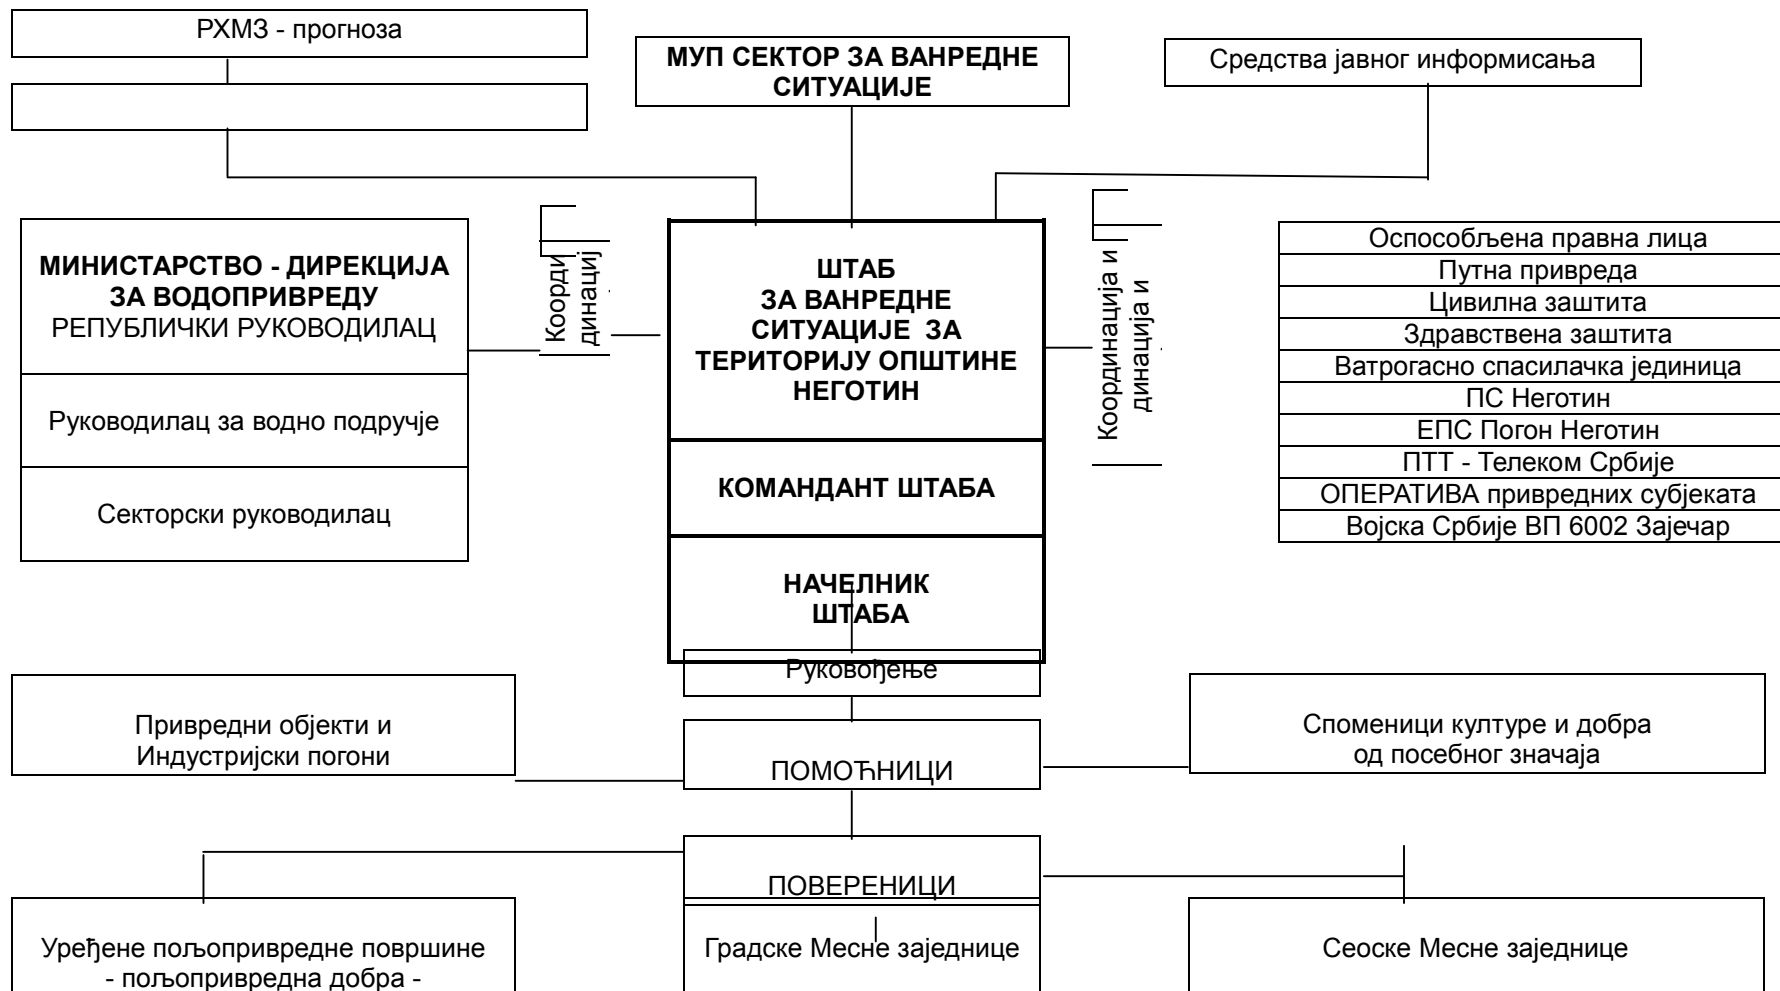 РХМЗ - прогноза
МУП СЕКТОР ЗА ВАНРЕДНЕ
СИТУАЦИЈЕ
Средства јавног информисања
МИНИСТАРСТВО - ДИРЕКЦИЈА
ЗА ВОДОПРИВРЕДУ
РЕПУБЛИЧКИ РУКОВОДИЛАЦ
Руководилац за водно подручје
Секторски руководилац
Коорди
динациј
ШТАБ
ЗА ВАНРЕДНЕ
СИТУАЦИЈЕ ЗА
ТЕРИТОРИЈУ ОПШТИНЕ
НЕГОТИН
КОМАНДАНТ ШТАБА
НАЧЕЛНИК
ШТАБА
Координација и
динација и
Оспособљена правна лица
Путна привреда
Цивилна заштита
Здравствена заштита
Ватрогасно спасилачка јединица
ПС Неготин
ЕПС Погон Неготин
ПТТ - Телеком Србије
ОПЕРАТИВА привредних субјеката
Војска Србије ВП 6002 Зајечар
Руковођење
Привредни објекти и
Индустријски погони
ПОМОЋНИЦИ
Споменици културе и добра
од посебног значаја
ПОВЕРЕНИЦИ
Уређене пољопривредне површине
- пољопривредна добра -
Градске Месне заједнице
Сеоске Месне заједнице